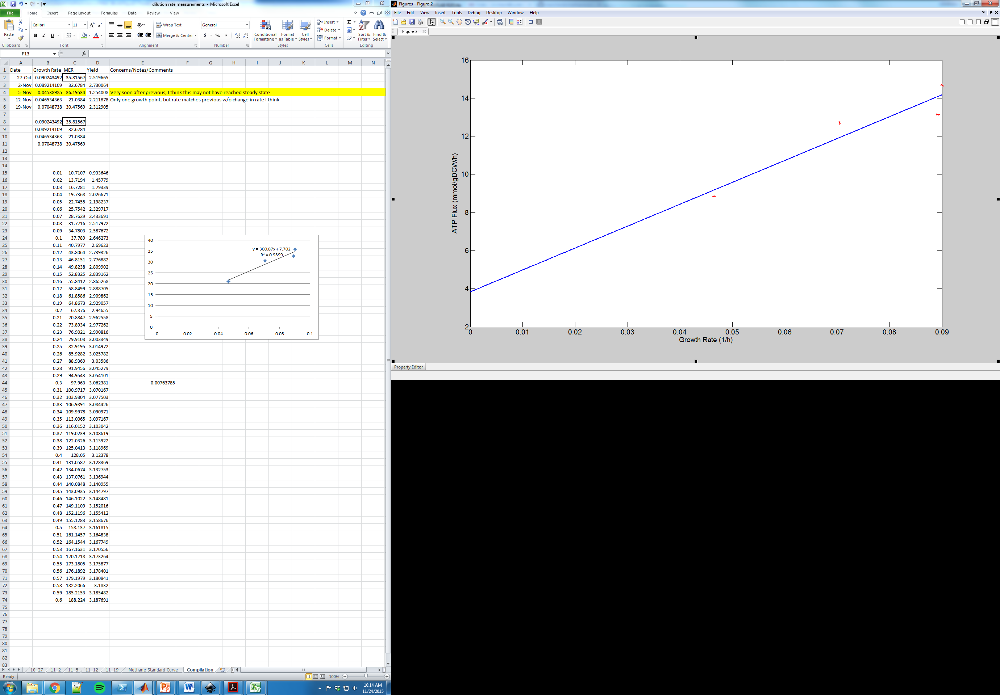 dilution rate measurements - Microsoft Excel
File Home Insert Page Layout Formulas Data Review View
Paste
Calibri 11
Wrap Text
Merge & Center
General
Conditional Formatting
Format as Table
Cell Styles
Insert
Delete
Format
Sort & Filter
Find & Select
Clipboard Font Alignment Number Styles Cells Editing
F13 fx
A B C D E F G H I J K L M N
1 Date Growth Rate MER Yield Concerns/Notes/Comments
2 27-Oct 0.090243492 35.81567 2.519665
3 2-Nov 0.089214109 32.6784 2.730064
4 5-Nov 0.04538925 36.19534 1.254008 Very soon after previous; I think this may not have reached steady state
5 12-Nov 0.046534363 21.0384 2.211878 Only one growth point, but rate matches previous w/o change in rate I think
6 19-Nov 0.07048738 30.47569 2.312905
7
8 0.090243492 35.81567
9 0.089214109 32.6784
10 0.046534363 21.0384
11 0.07048738 30.47569
12
13
14
15 0.01 10.7107 0.933646
16 0.02 13.7194 1.45779
17 0.03 16.7281 1.79339
18 0.04 19.7368 2.026671
19 0.05 22.7455 2.198237
20 0.06 25.7542 2.329717
21 0.07 28.7629 2.433691
22 0.08 31.7716 2.517972
23 0.09 34.7803 2.587672
24 0.1 37.789 2.646273
25 0.11 40.7977 2.69623
26 0.12 43.8064 2.739326
27 0.13 46.8151 2.776882
28 0.14 49.8238 2.809902
29 0.15 52.8325 2.839162
30 0.16 55.8412 2.865268
31 0.17 58.8499 2.888705
32 0.18 61.8586 2.909862
33 0.19 64.8673 2.929057
34 0.2 67.876 2.94655
35 0.21 70.8847 2.962558
36 0.22 73.8934 2.977262
37 0.23 76.9021 2.990816
38 0.24 79.9108 3.003349
39 0.25 82.9195 3.014972
40 0.26 85.9282 3.025782
41 0.27 88.9369 3.03586
42 0.28 91.9456 3.045279
43 0.29 94.9543 3.054101
44 0.3 97.963 3.062381 0.00763785
45 0.31 100.9717 3.070167
46 0.32 103.9804 3.077503
47 0.33 106.9891 3.084426
48 0.34 109.9978 3.090971
49 0.35 113.0065 3.097167
50 0.36 116.0152 3.103042
51 0.37 119.0239 3.108619
52 0.38 122.0326 3.113922
53 0.39 125.0413 3.118969
54 0.4 128.05 3.12378
55 0.41 131.0587 3.128369
56 0.42 134.0674 3.132753
57 0.43 137.0761 3.136944
58 0.44 140.0848 3.140955
59 0.45 143.0935 3.144797
60 0.46 146.1022 3.148481
61 0.47 149.1109 3.152016
62 0.48 152.1196 3.155412
63 0.49 155.1283 3.158676
64 0.5 158.137 3.161815
65 0.51 161.1457 3.164838
66 0.52 164.1544 3.167749
67 0.53 167.1631 3.170556
68 0.54 170.1718 3.173264
69 0.55 173.1805 3.175877
70 0.56 176.1892 3.178401
71 0.57 179.1979 3.180841
72 0.58 182.2066 3.1832
73 0.59 185.2153 3.185482
74 0.6 188.224 3.187691
75
76
77
78
79
80
81
82
83
40
35
30
25
20
15
10
5
0
y = 300.87x + 7.702
R² = 0.9399
0 0.02 0.04 0.06 0.08 0.1
10_27 11_2 11_5 11_12 11_19 Methane Standard Curve Compilation
Ready 100%
10:14 AM
11/24/2015
Figures - Figure 2
File Edit View Insert Tools Debug Desktop Window Help
Figure 2
16
14
12
10
8
6
4
2
ATP Flux (mmol/gDCW/h)
0 0.01 0.02 0.03 0.04 0.05 0.06 0.07 0.08 0.09
Growth Rate (1/h)
Property Editor